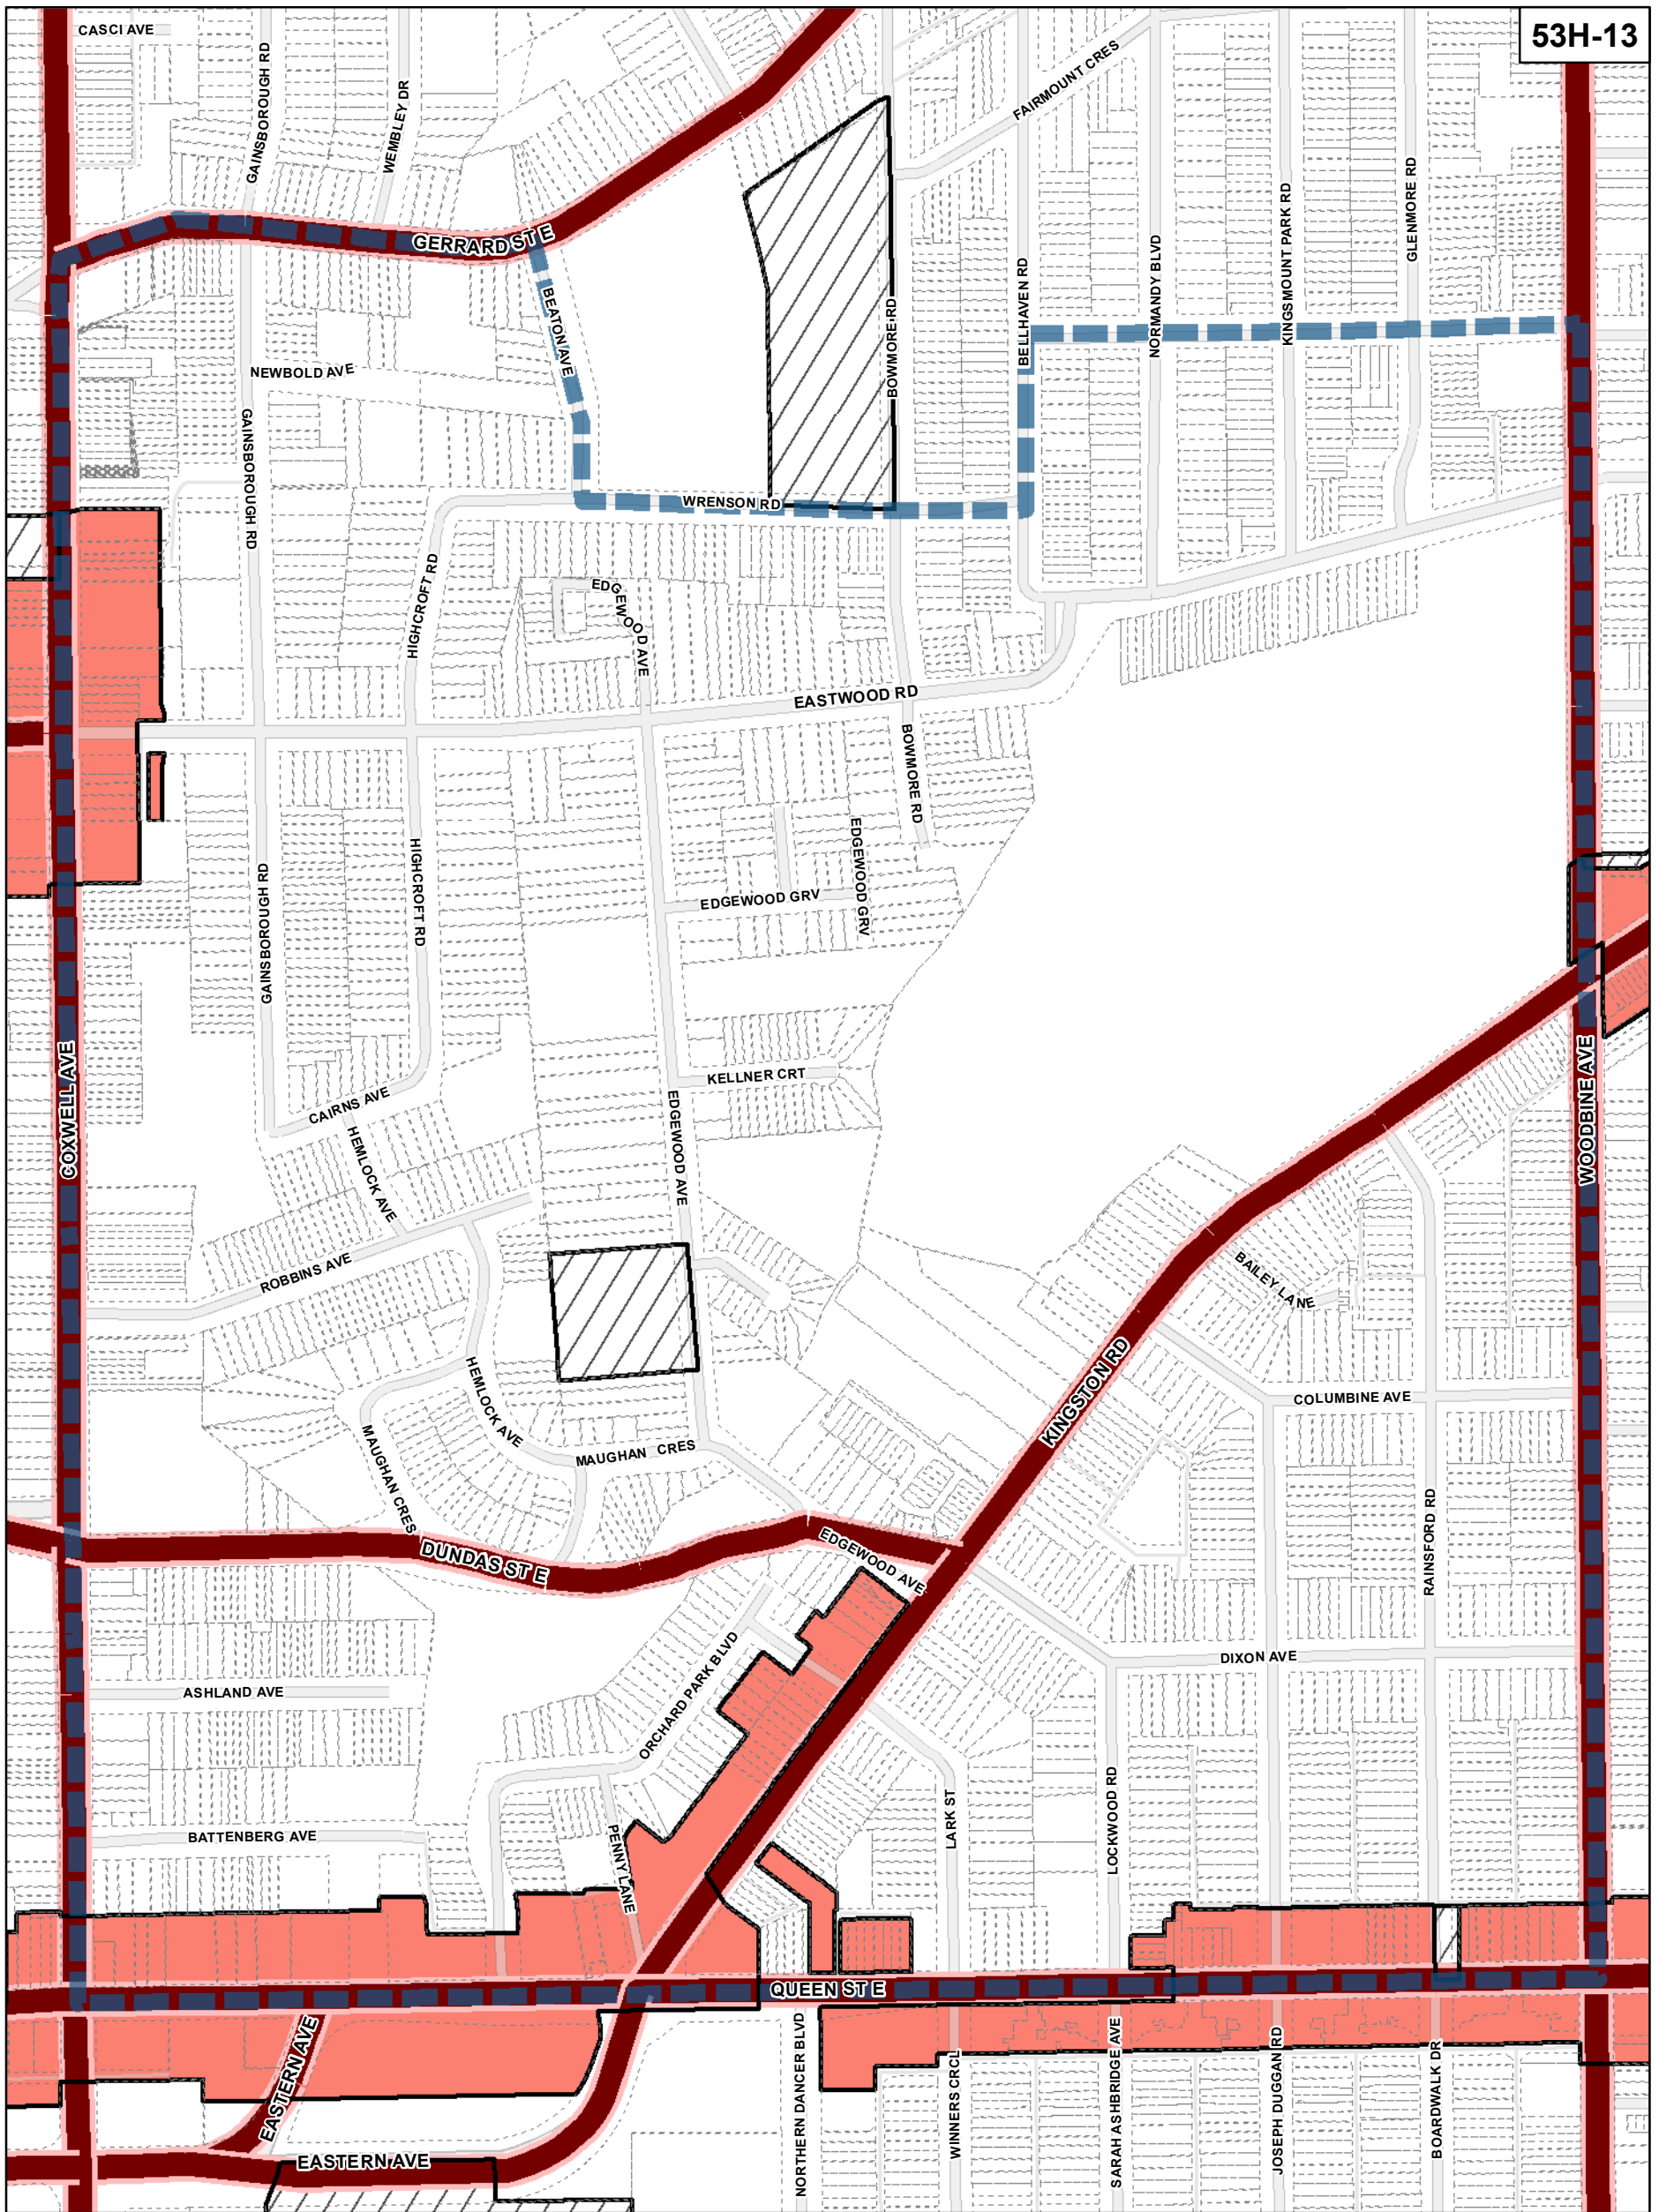 53H-13
CASCI AVE
GAINSBOROUGH RD
WEMBLEY DR
FAIRMOUNT CRES
GERRARD ST E
BEATON AVE
BOWMORE RD
BELLHAVEN RD
NORMANDY BLVD
KINGSMOUNT PARK RD
GLENMORE RD
NEWBOLD AVE
GAINSBOROUGH RD
WRENSON RD
HIGHCROFT RD
EDGEWOOD AVE
EASTWOOD RD
BOWMORE RD
GAINSBOROUGH RD
HIGHCROFT RD
EDGEWOOD GRV
EDGEWOOD GRV
COXWELL AVE
KELLNER CRT
WOODBINE AVE
CAIRNS AVE
HEMLOCK AVE
EDGEWOOD AVE
ROBBINS AVE
BAILEY LANE
HEMLOCK AVE
KINGSTON RD
COLUMBINE AVE
MAUGHAN CRES
MAUGHAN CRES
RAINSFORD RD
DUNDAS ST E
EDGEWOOD AVE
ORCHARD PARK BLVD
DIXON AVE
ASHLAND AVE
BATTENBERG AVE
PENNY LANE
LARK ST
LOCKWOOD RD
QUEEN ST E
EASTERN AVE
NORTHERN DANCER BLVD
WINNERS CRCL
SARAH ASHBRIDGE AVE
JOSEPH DUGGAN RD
BOARDWALK DR
EASTERN AVE